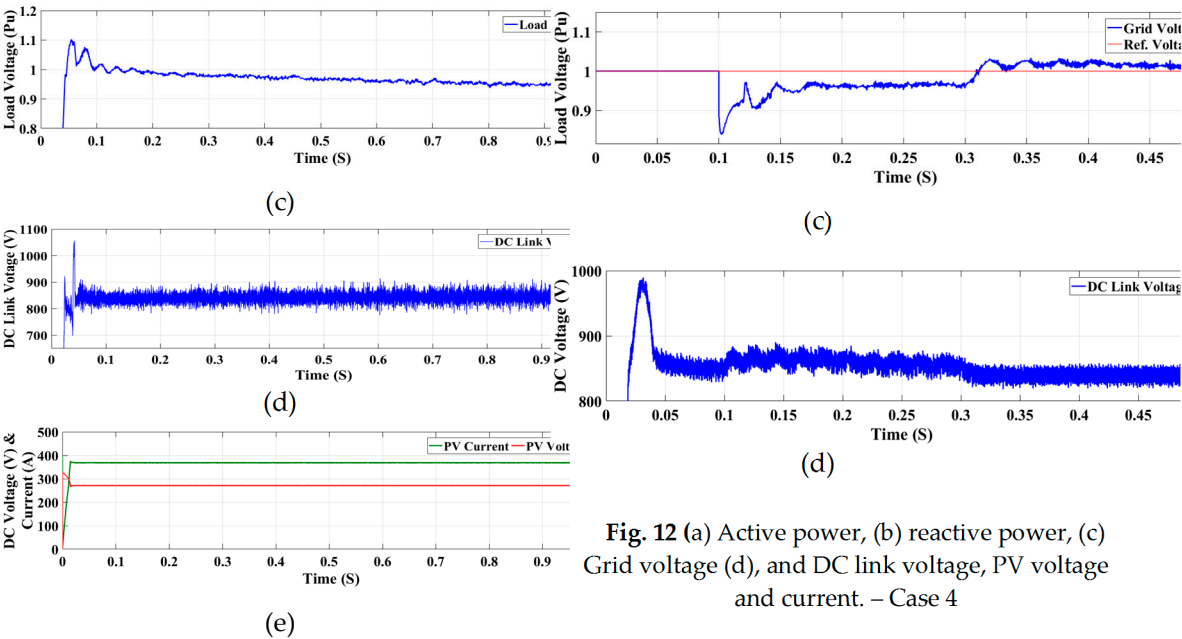 1.2
1.1
1
0.9
0.8
Load Voltage (Pu)
Load
0 0.1 0.2 0.3 0.4 0.5 0.6 0.7 0.8 0.9
Time (S)
(c)
1100
1000
900
800
700
DC Link Votage (V)
DC Link V
0 0.1 0.2 0.3 0.4 0.5 0.6 0.7 0.8 0.9
Time (S)
(d)
500
400
300
200
100
0
DC Voltage (V) &
Current (A)
PV Current PV Volt
0 0.1 0.2 0.3 0.4 0.5 0.6 0.7 0.8 0.9
Time (S)
(e)
1.1
1
0.9
Load Voltage (Pu)
Grid Volt
Ref. Volta
0 0.05 0.1 0.15 0.2 0.25 0.3 0.35 0.4 0.45
Time (S)
(c)
1000
900
800
DC Voltage (V)
DC Link Voltage
0 0.05 0.1 0.15 0.2 0.25 0.3 0.35 0.4 0.45
Time (S)
(d)
Fig. 12 (a) Active power, (b) reactive power, (c)
Grid voltage (d), and DC link voltage, PV voltage
and current. – Case 4